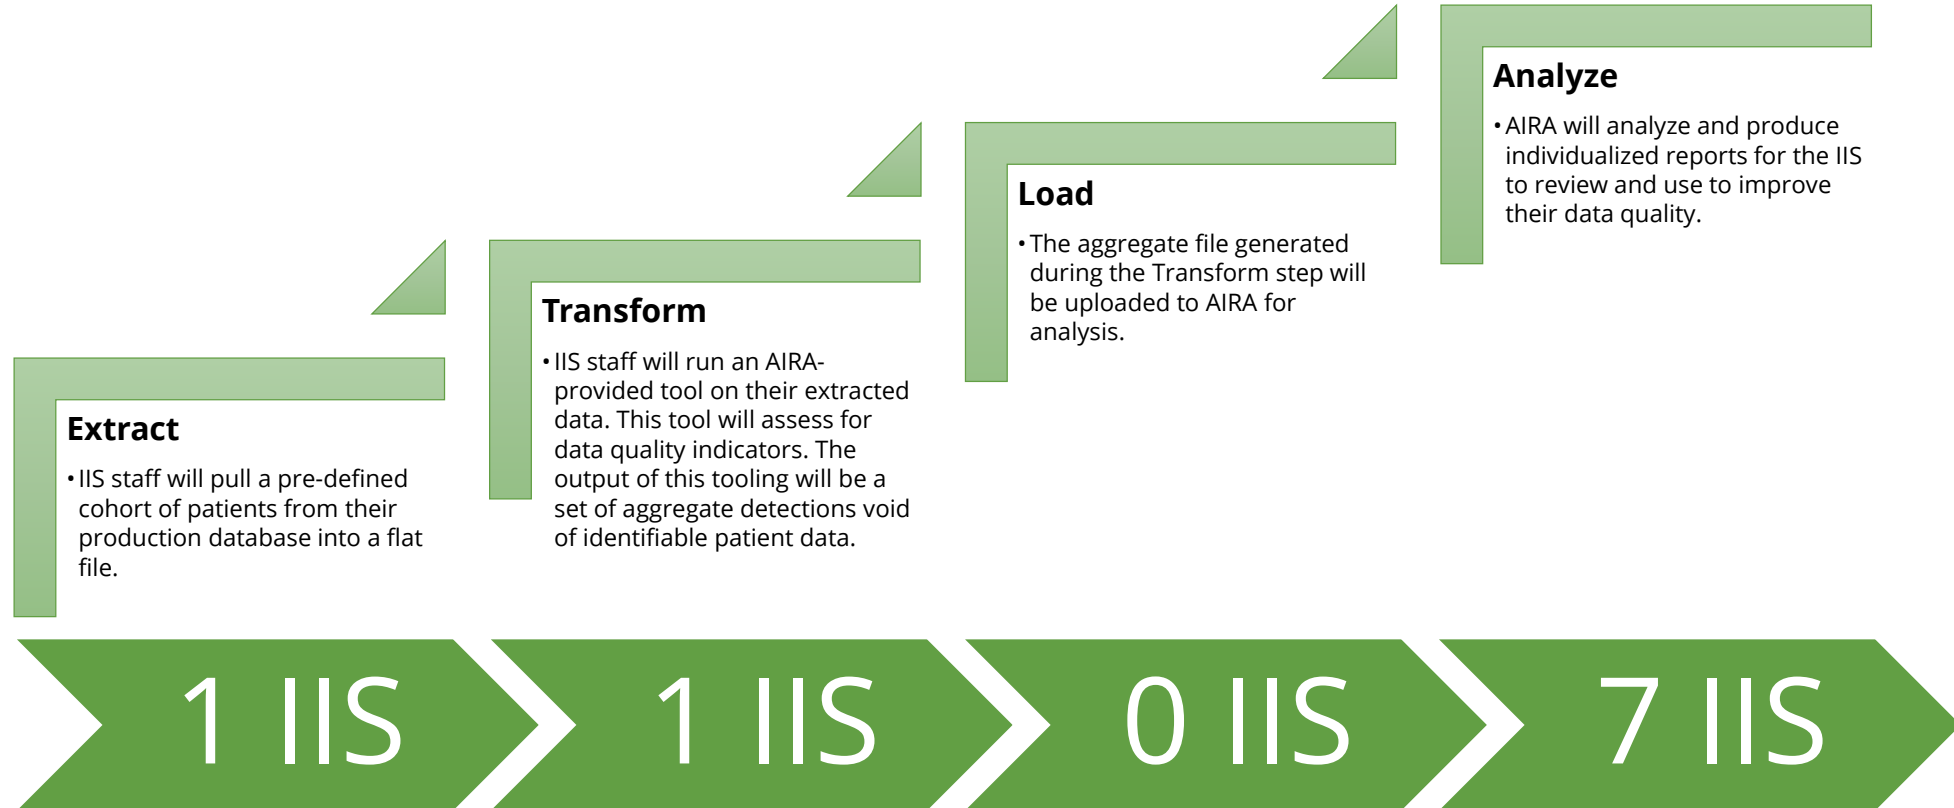 Extract
• IIS staff will pull a pre-defined
cohort of patients from their
production database into a flat
file.
Transform
• IIS staff will run an AIRA-
provided tool on their extracted
data. This tool will assess for
data quality indicators. The
output of this tooling will be a
set of aggregate detections void
of identifiable patient data.
Load
• The aggregate file generated
during the Transform step will
be uploaded to AIRA for
analysis.
Analyze
• AIRA will analyze and produce
individualized reports for the IIS
to review and use to improve
their data quality.
1 IIS
1 IIS
0 IIS
7 IIS